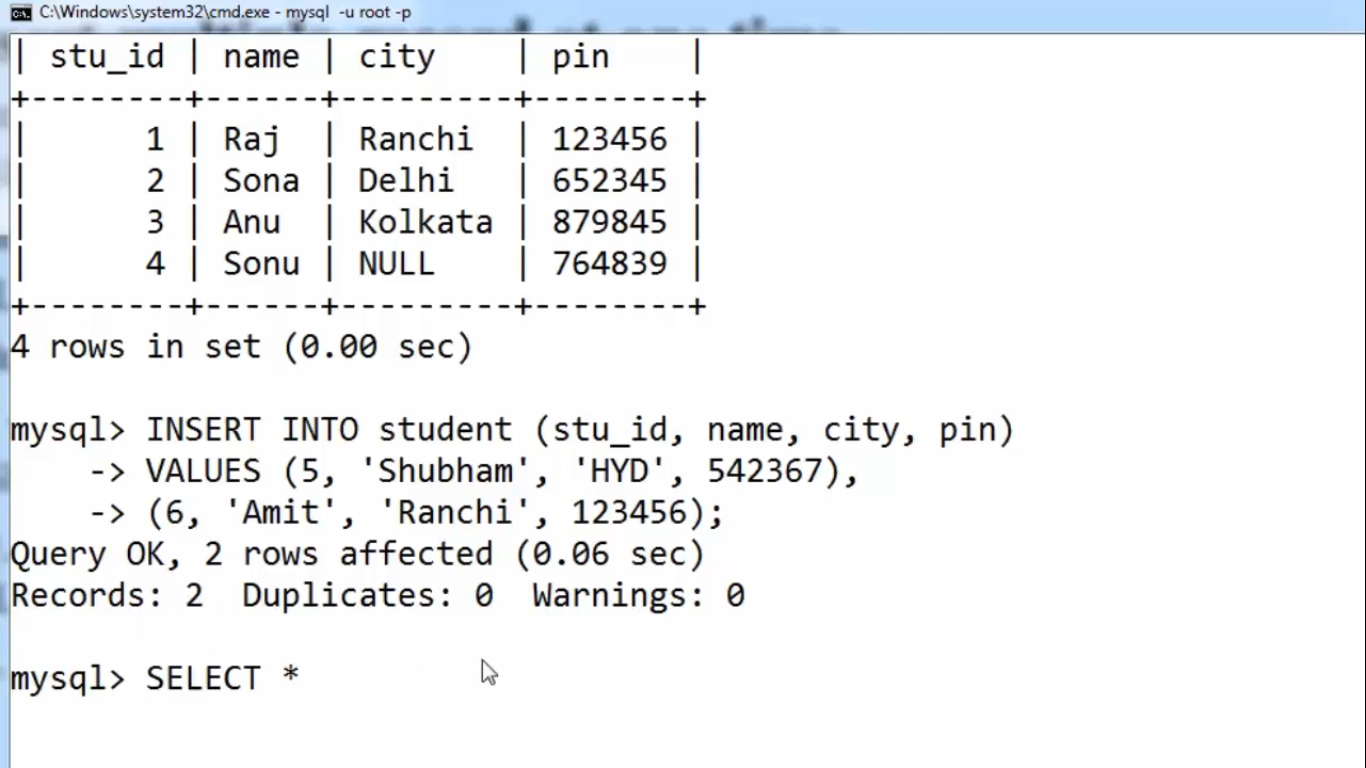 C:\Windows\system32\cmd.exe - mysql  -u root -p
| stu_id | name | city    | pin    |
+--------+------+---------+--------+
|      1 | Raj  | Ranchi  | 123456 |
|      2 | Sona | Delhi   | 652345 |
|      3 | Anu  | Kolkata | 879845 |
|      4 | Sonu | NULL    | 764839 |
+--------+------+---------+--------+
4 rows in set (0.00 sec)
mysql> INSERT INTO student (stu_id, name, city, pin)
    -> VALUES (5, 'Shubham', 'HYD', 542367),
    -> (6, 'Amit', 'Ranchi', 123456);
Query OK, 2 rows affected (0.06 sec)
Records: 2  Duplicates: 0  Warnings: 0
mysql> SELECT *